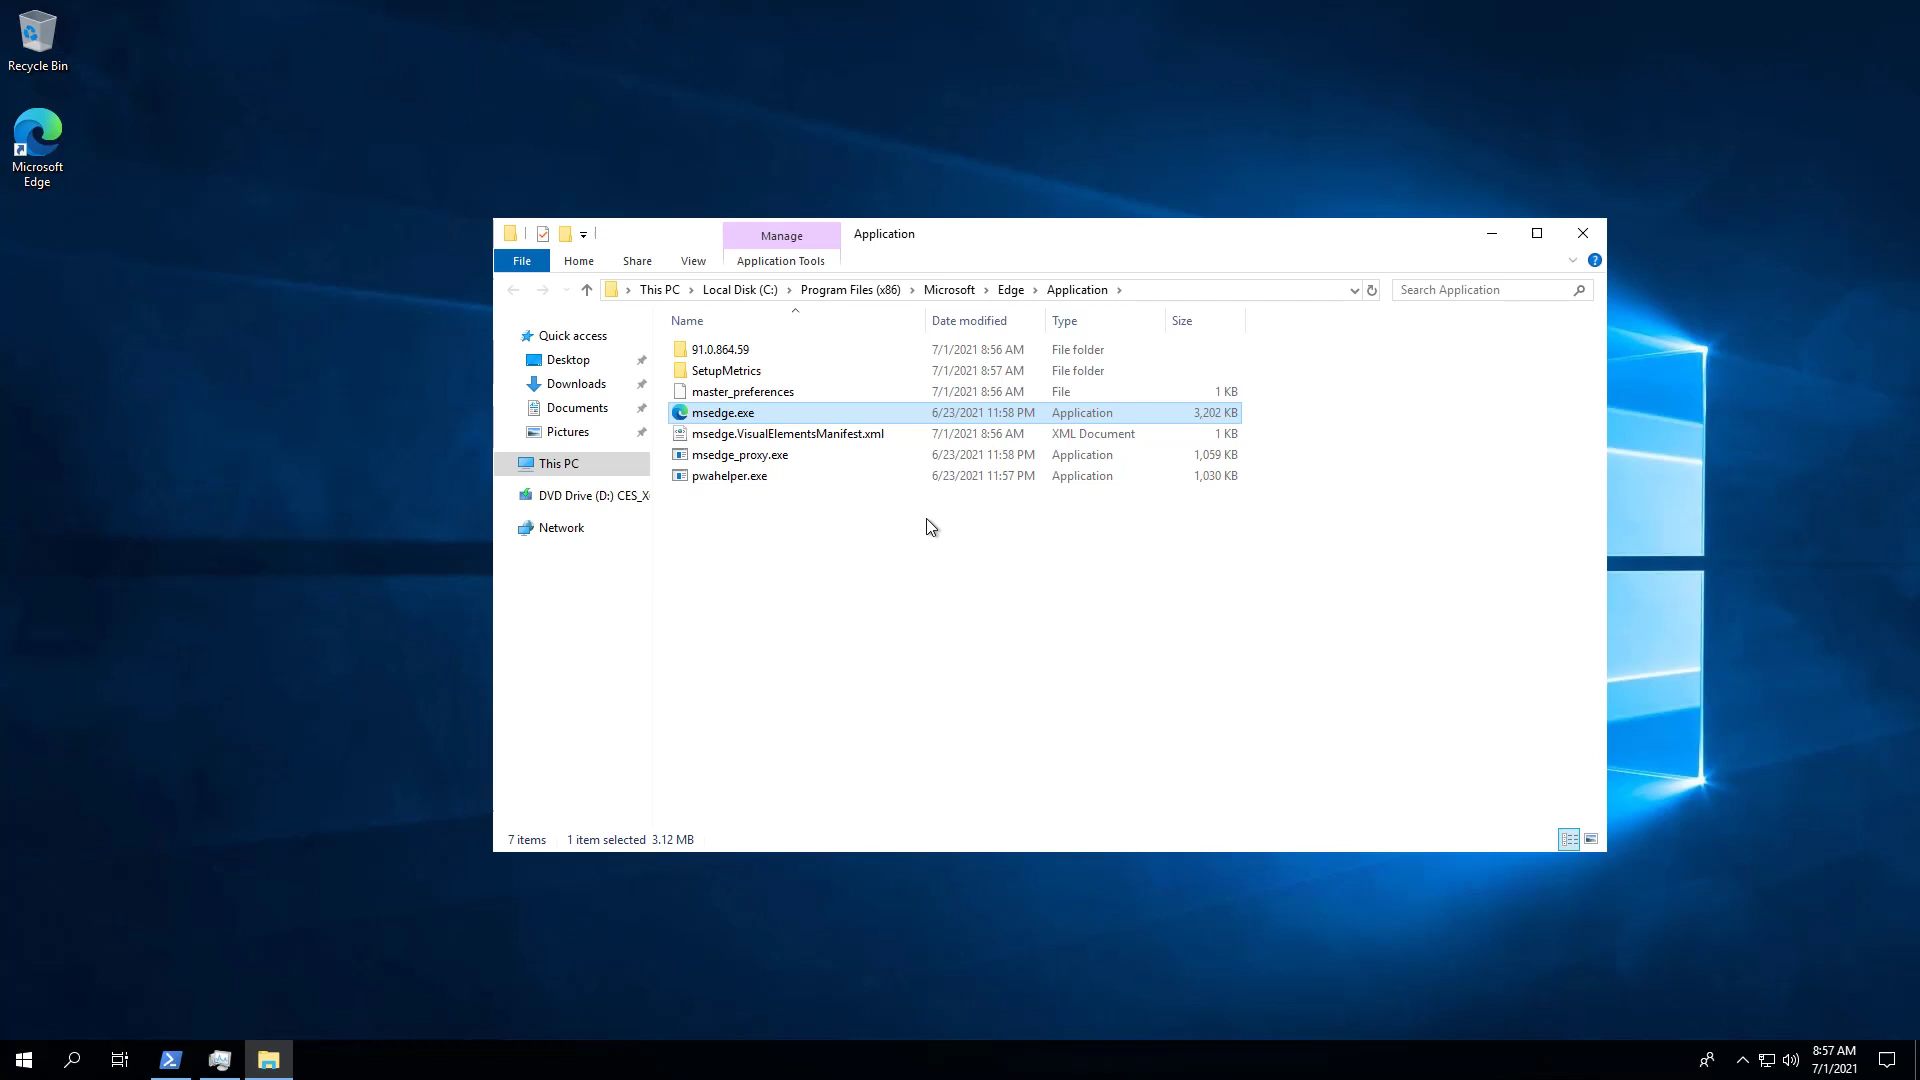 Recycle Bin
Microsoft
Edge
Manage
Application
File
Home
Share
View
Application Tools
This PC
Local Disk (C:)
Program Files (x86)
Microsoft
Edge
Application
Search Application
Name
Date modified
Type
Size
Quick access
Desktop
Downloads
Documents
Pictures
This PC
DVD Drive (D:) CES_X
Network
91.0.864.59 7/1/2021 8:56 AM File folder
SetupMetrics 7/1/2021 8:57 AM File folder
master_preferences 7/1/2021 8:56 AM File 1 KB
msedge.exe 6/23/2021 11:58 PM Application 3,202 KB
msedge.VisualElementsManifest.xml 7/1/2021 8:56 AM XML Document 1 KB
msedge_proxy.exe 6/23/2021 11:58 PM Application 1,059 KB
pwahelper.exe 6/23/2021 11:57 PM Application 1,030 KB
7 items
1 item selected 3.12 MB
8:57 AM
7/1/2021